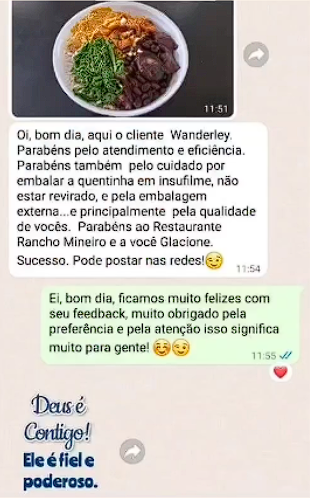 11:51
Oi, bom dia, aqui o cliente  Wanderley.
Parabéns pelo atendimento e eficiência.
Parabéns também  pelo cuidado por
embalar a quentinha em insufilme, não
estar revirado, e pela embalagem
externa...e principalmente  pela qualidade
de vocês.  Parabéns ao Restaurante
Rancho Mineiro e a você Glacione.
Sucesso. Pode postar nas redes!😉
11:54
Ei, bom dia, ficamos muito felizes com
seu feedback, muito obrigado pela
preferência e pela atenção isso significa
muito para gente! ☺️😉
11:55
Deus é
Contigo!
Ele é fiel e
poderoso.